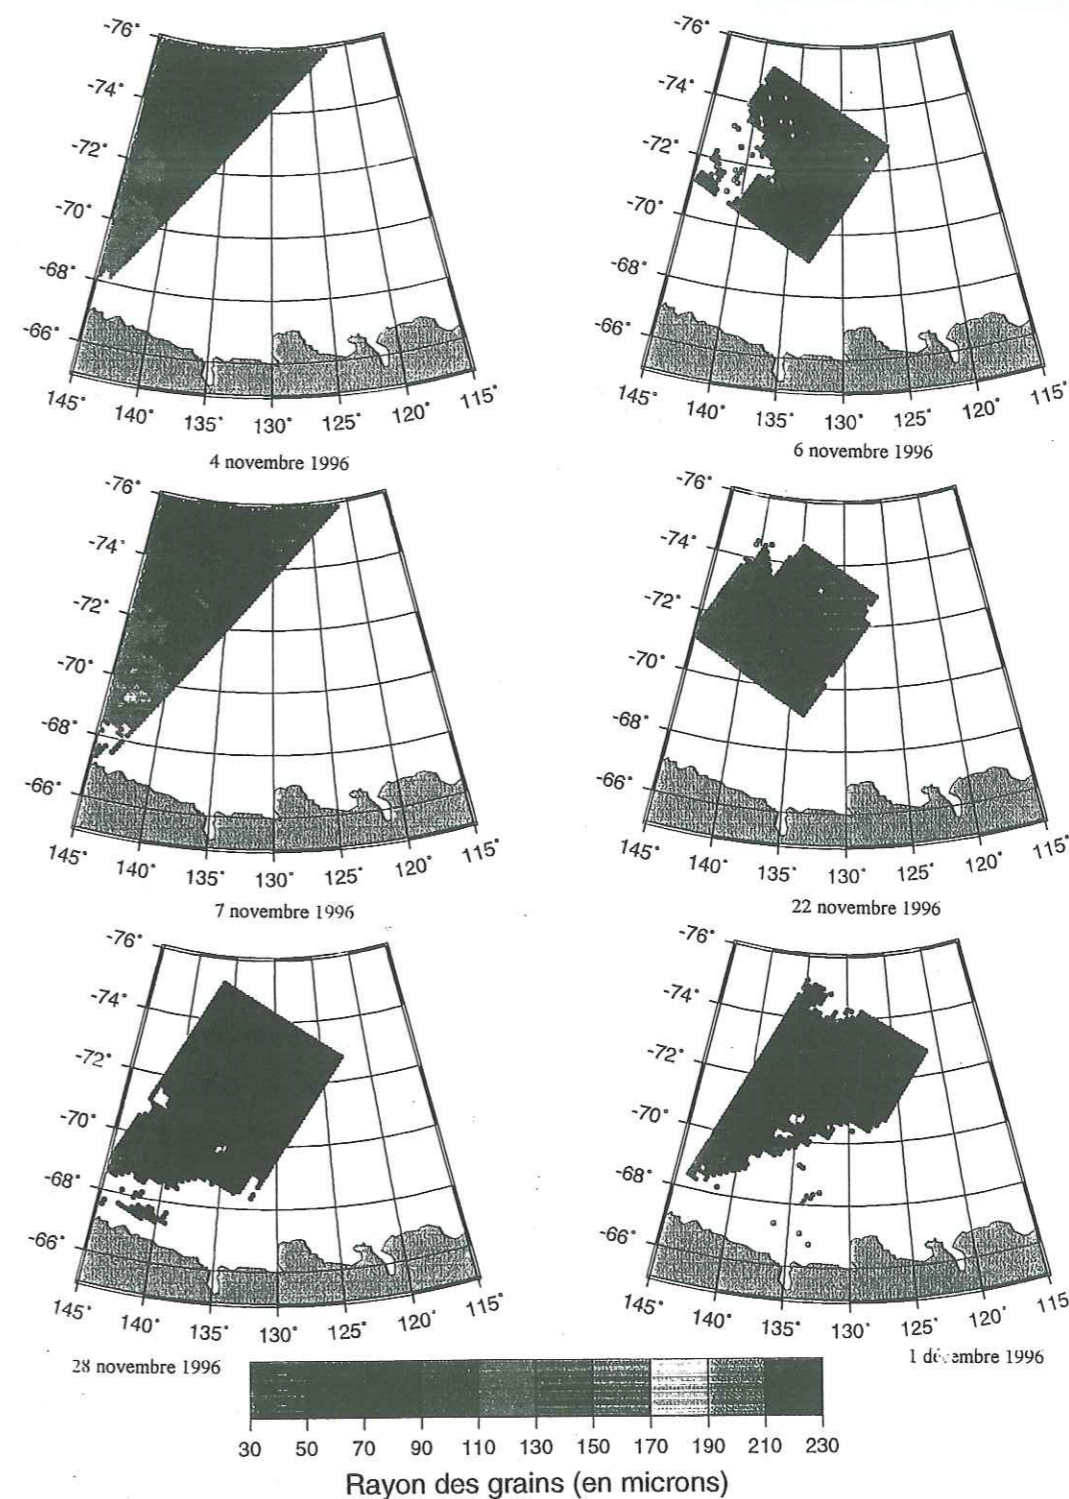 -76° -76°
-74° -74°
-72° -72°
-70° -70°
-68° -68°
-66° -66°
145° 140° 135° 130° 125° 120° 115° 145° 140° 135° 130° 125° 120° 115°
4 novembre 1996 6 novembre 1996
-76° -76°
-74° -74°
-72° -72°
-70° -70°
-68° -68°
-66° -66°
145° 140° 135° 130° 125° 120° 115° 145° 140° 135° 130° 125° 120° 115°
7 novembre 1996 22 novembre 1996
-76° -76°
-74° -74°
-72° -72°
-70° -70°
-68° -68°
-66° -66°
145° 140° 135° 130° 125° 120° 115° 145° 140° 135° 130° 125° 120° 115
28 novembre 1996 1 décembre 1996
30 50 70 90 110 130 150 170 190 210 230
Rayon des grains (en microns)